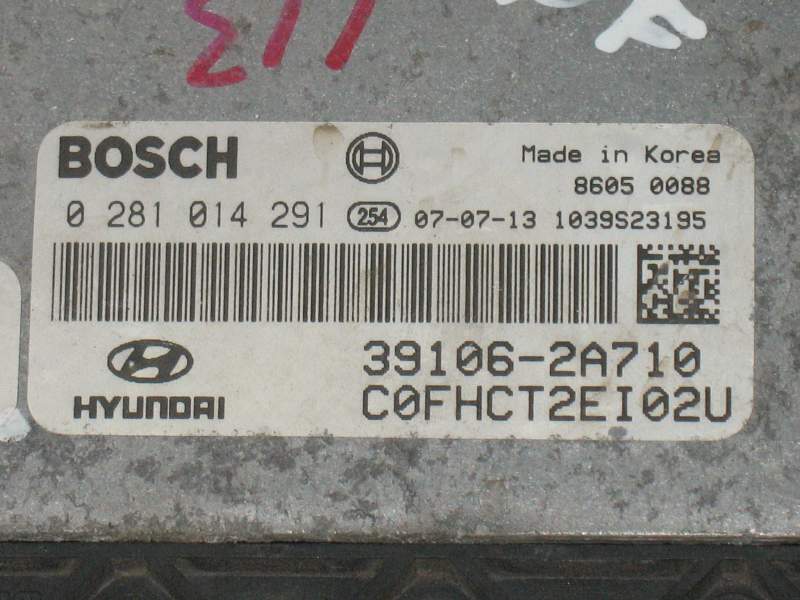 113
BOSCH
Made in Korea
8605 0088
0 281 014 291 254 07-07-13 1039S23195
39106-2A710
HYUNDAI C0FHCT2EI02U